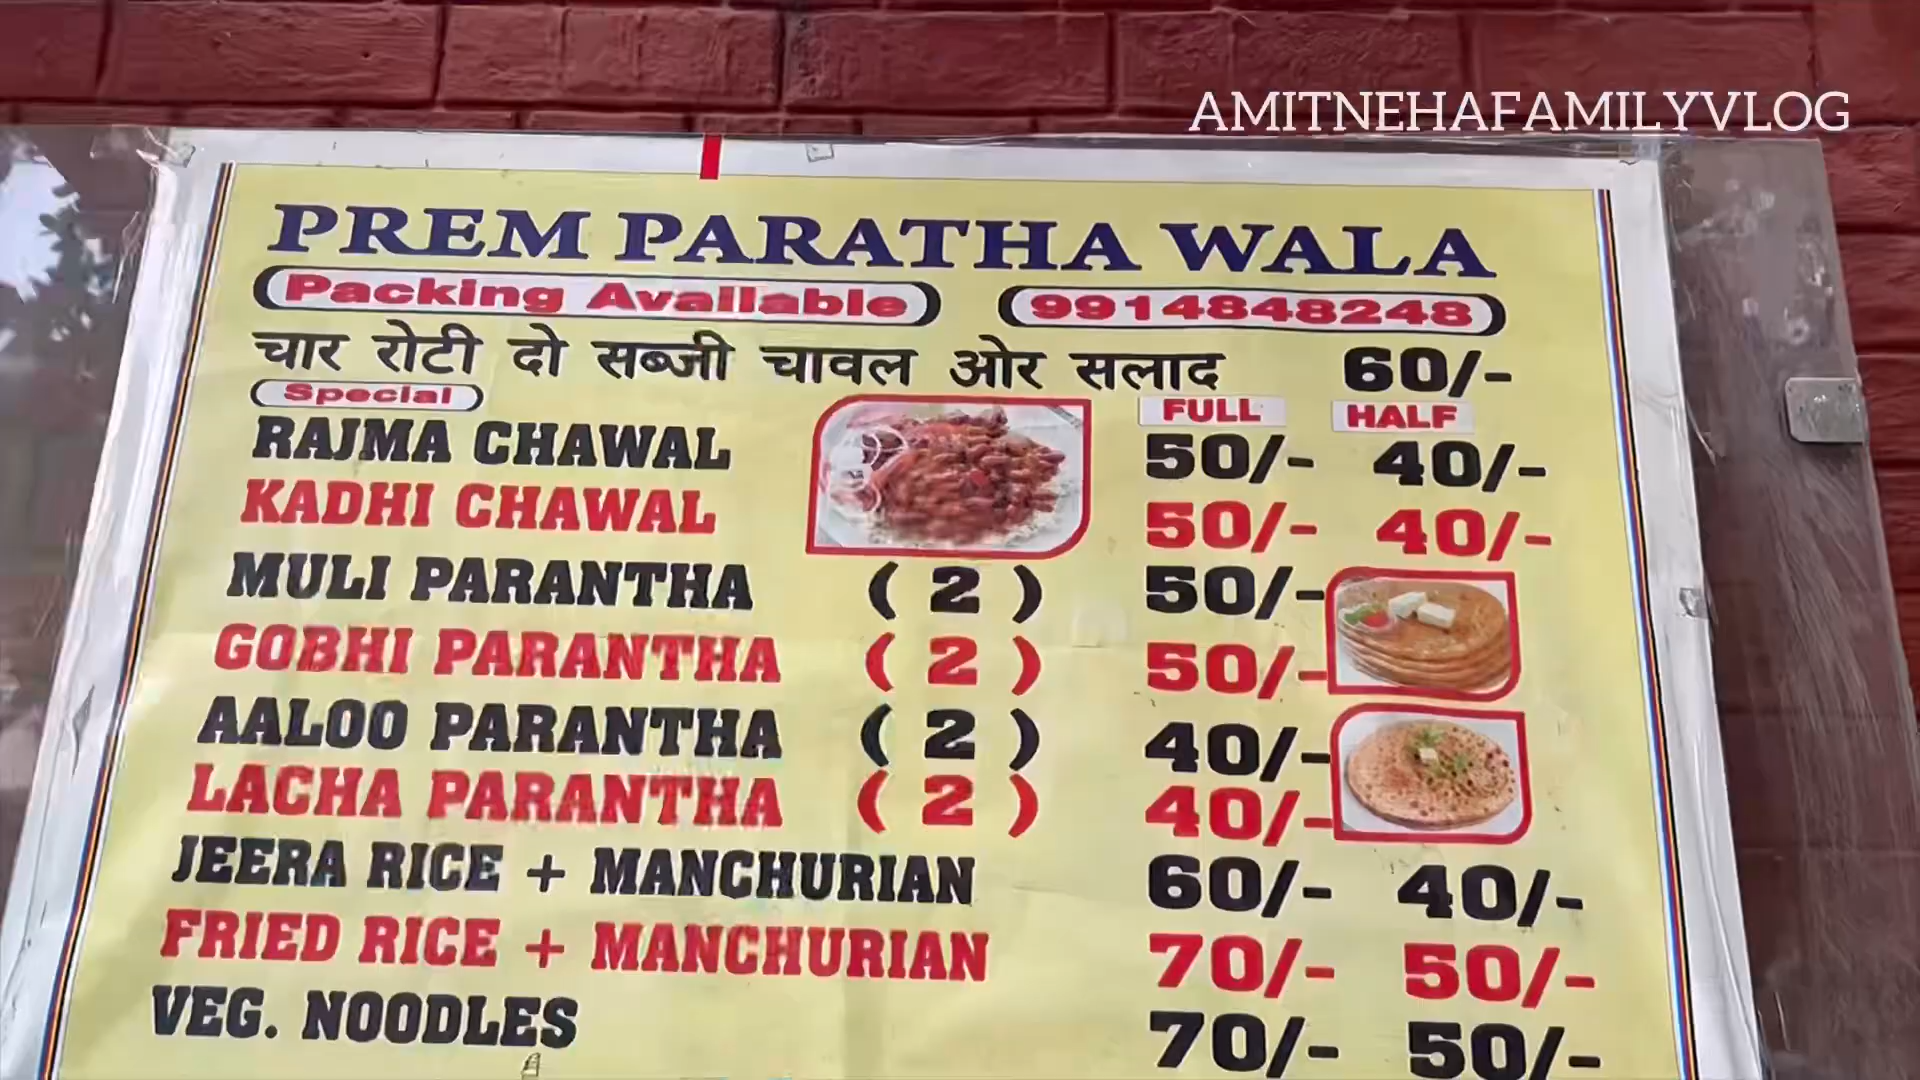 AMITNEHAFAMILYVLOG
PREM PARATHA WALA
Packing Available 9914848248
चार रोटी दो सब्जी चावल ओर सलाद 60/-
Special FULL HALF
RAJMA CHAWAL 50/- 40/-
KADHI CHAWAL 50/- 40/-
MULI PARANTHA ( 2 ) 50/-
GOBHI PARANTHA ( 2 ) 50/-
AALOO PARANTHA ( 2 ) 40/-
LACHA PARANTHA ( 2 ) 40/-
JEERA RICE + MANCHURIAN 60/- 40/-
FRIED RICE + MANCHURIAN 70/- 50/-
VEG. NOODLES 70/- 50/-